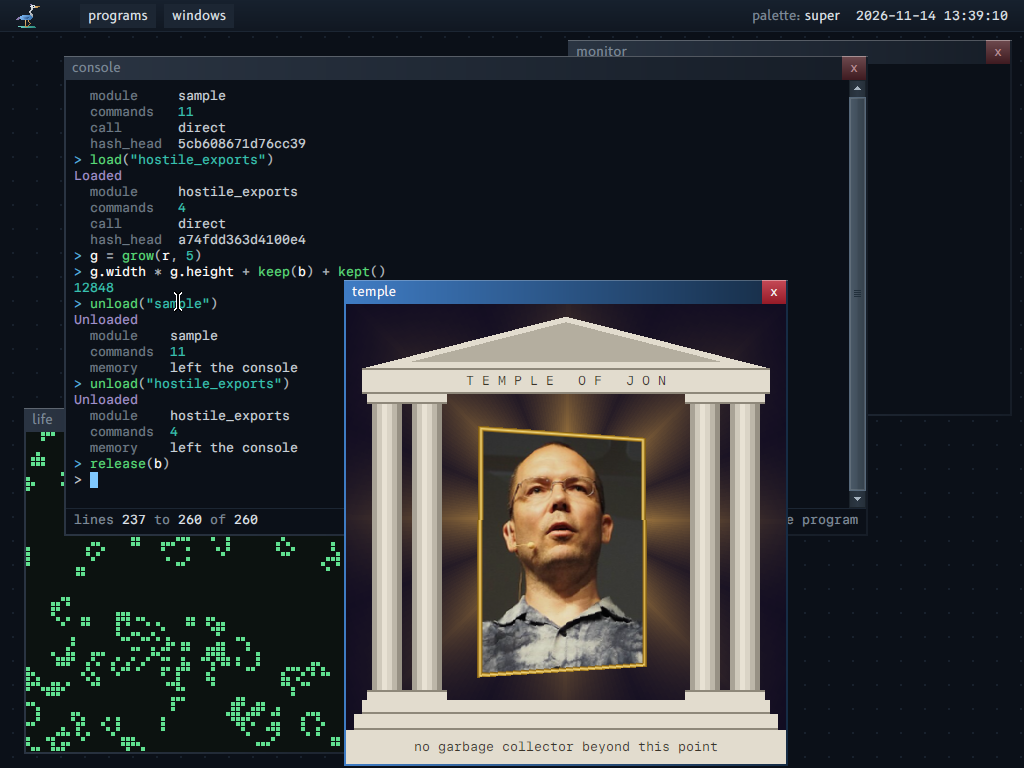 programs windows palette: super 2026-11-14 13:39:10
monitor x
console x
module sample
commands 11
call direct
hash_head 5cb608671d76cc39
> load("hostile_exports")
Loaded
module hostile_exports
commands 4
call direct
hash_head a74fdd363d4100e4
> g = grow(r, 5)
> g.width * g.height + keep(b) + kept()
12848
> unload("sample")
Unloaded
module sample
commands 11
memory left the console
> unload("hostile_exports")
Unloaded
module hostile_exports
commands 4
memory left the console
> release(b)
>
lines 237 to 260 of 260
e program
temple x
TEMPLE OF JON
no garbage collector beyond this point
life